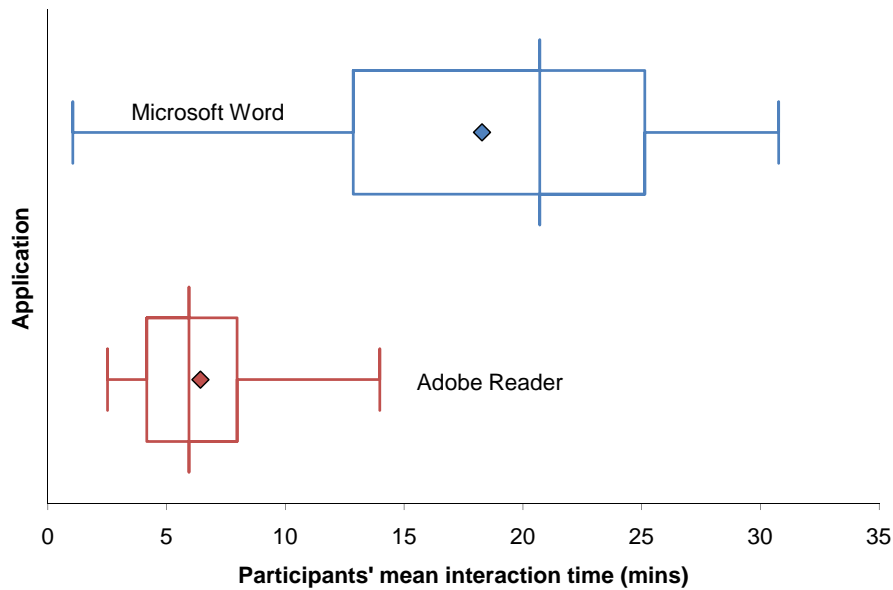 Microsoft Word
Application
Adobe Reader
0 5 10 15 20 25 30 35
Participants' mean interaction time (mins)